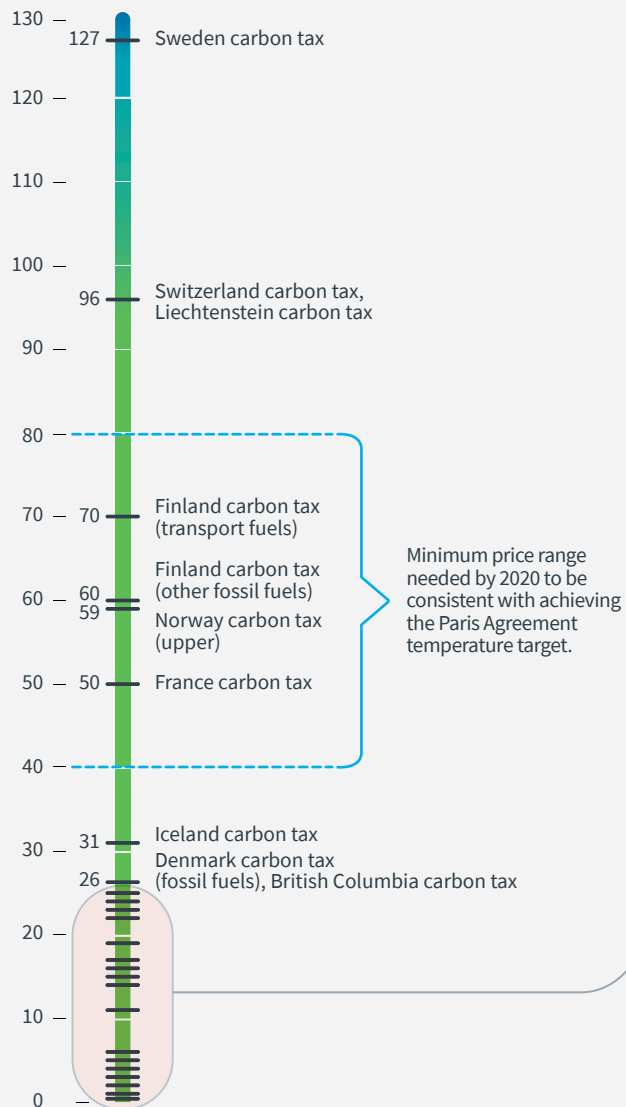 130
127 Sweden carbon tax
120
110
100
96 Switzerland carbon tax,
Liechtenstein carbon tax
90
80
70 70 Finland carbon tax
(transport fuels)
Finland carbon tax
60 60 (other fossil fuels)
59 Norway carbon tax
(upper)
50 50 France carbon tax
Minimum price range
needed by 2020 to be
consistent with achieving
the Paris Agreement
temperature target.
40
31 Iceland carbon tax
30
Denmark carbon tax
26 (fossil fuels), British Columbia carbon tax
20
10
0